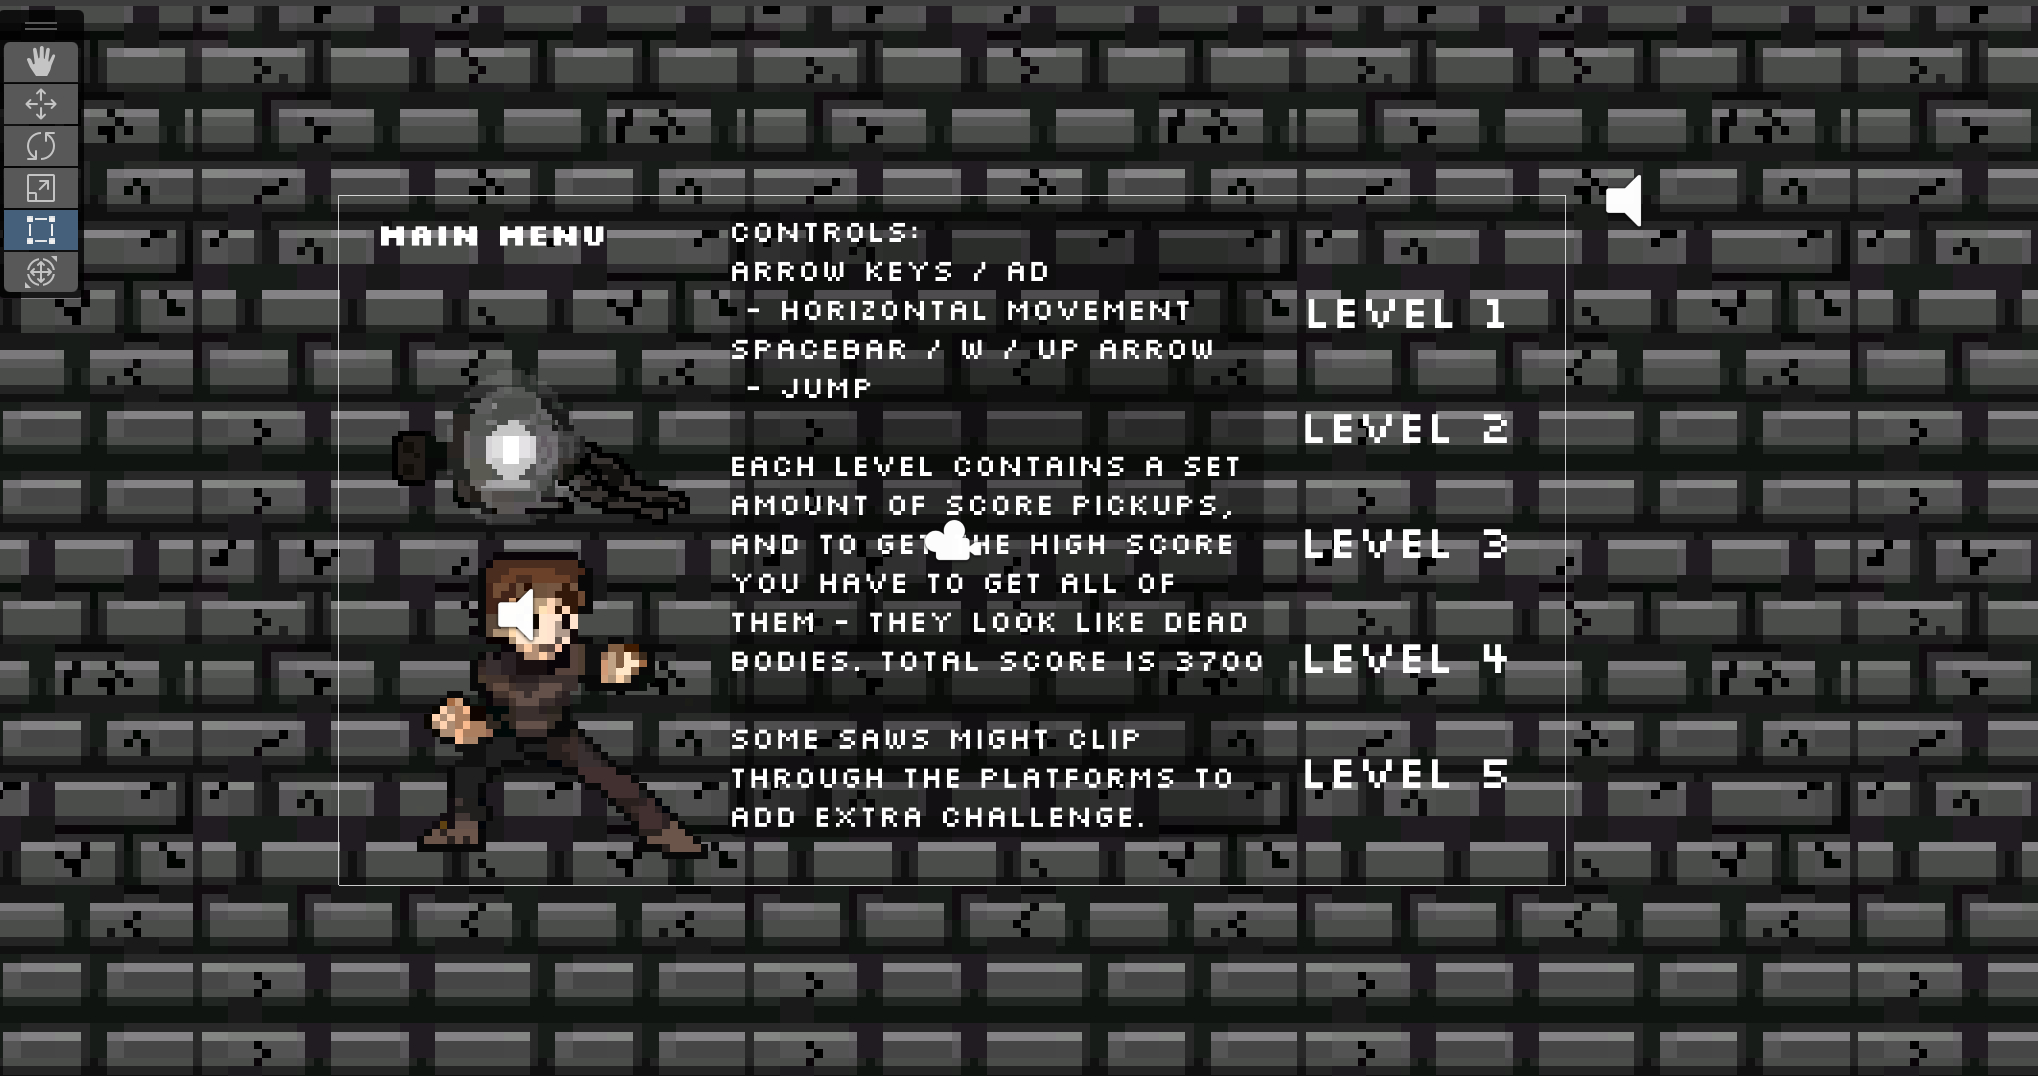 MAIN MENU
CONTROLS:
ARROW KEYS / AD
- HORIZONTAL MOVEMENT
SPACEBAR / W / UP ARROW
- JUMP
EACH LEVEL CONTAINS A SET
AMOUNT OF SCORE PICKUPS,
AND TO GET THE HIGH SCORE
YOU HAVE TO GET ALL OF
THEM - THEY LOOK LIKE DEAD
BODIES. TOTAL SCORE IS 3700
SOME SAWS MIGHT CLIP
THROUGH THE PLATFORMS TO
ADD EXTRA CHALLENGE.
LEVEL 1
LEVEL 2
LEVEL 3
LEVEL 4
LEVEL 5